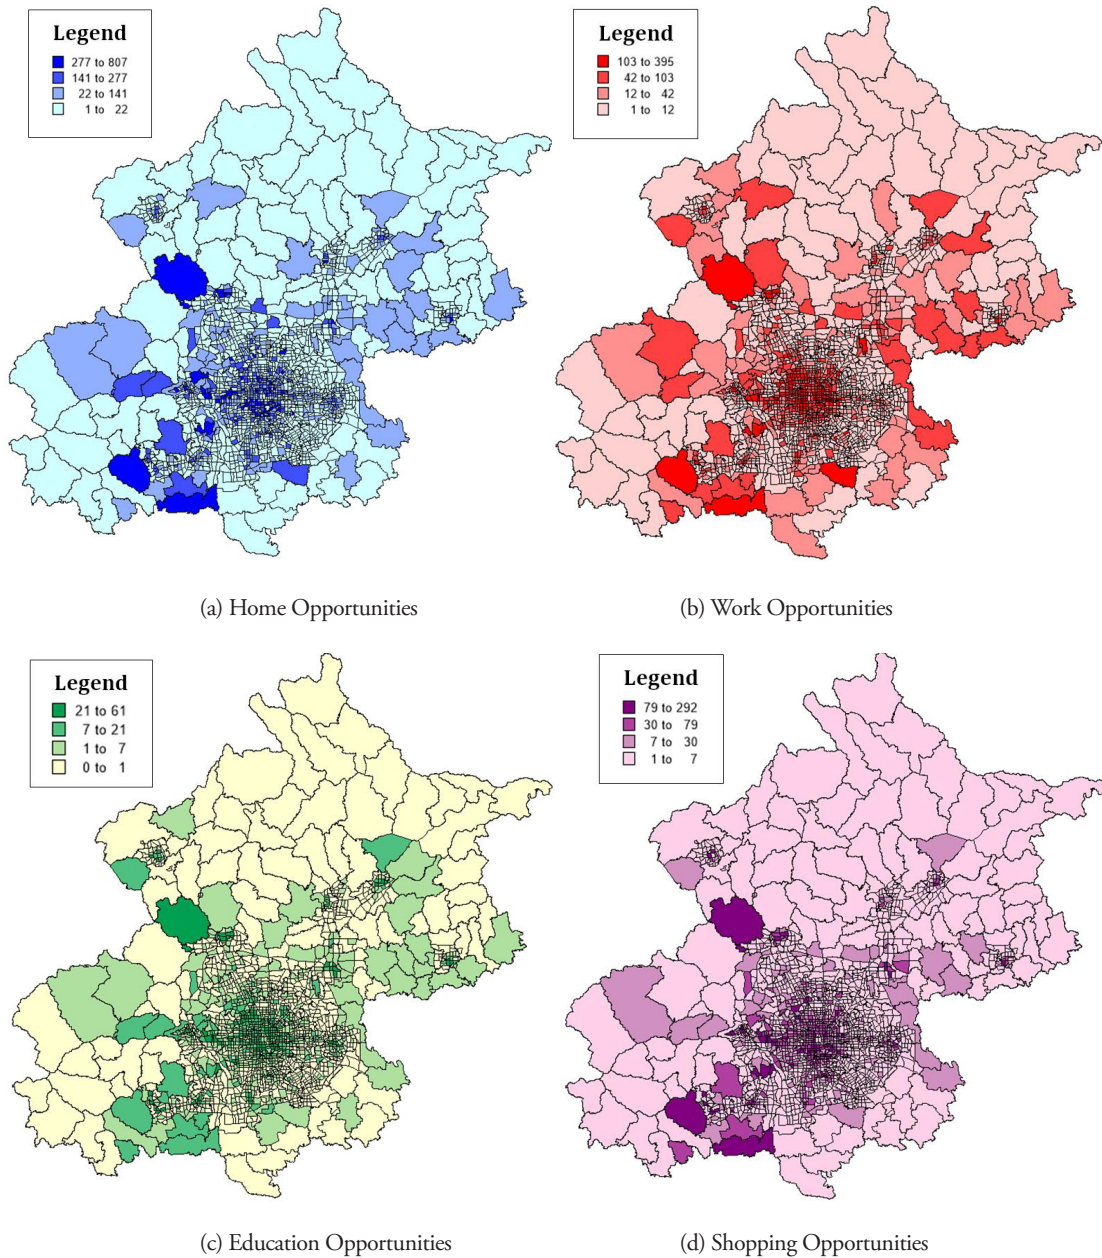 Legend
277 to 807
141 to 277
22 to 141
1 to 22
Legend
103 to 395
42 to 103
12 to 42
1 to 12
(a) Home Opportunities
(b) Work Opportunities
Legend
21 to 61
7 to 21
1 to 7
0 to 1
Legend
79 to 292
30 to 79
7 to 30
1 to 7
(c) Education Opportunities
(d) Shopping Opportunities